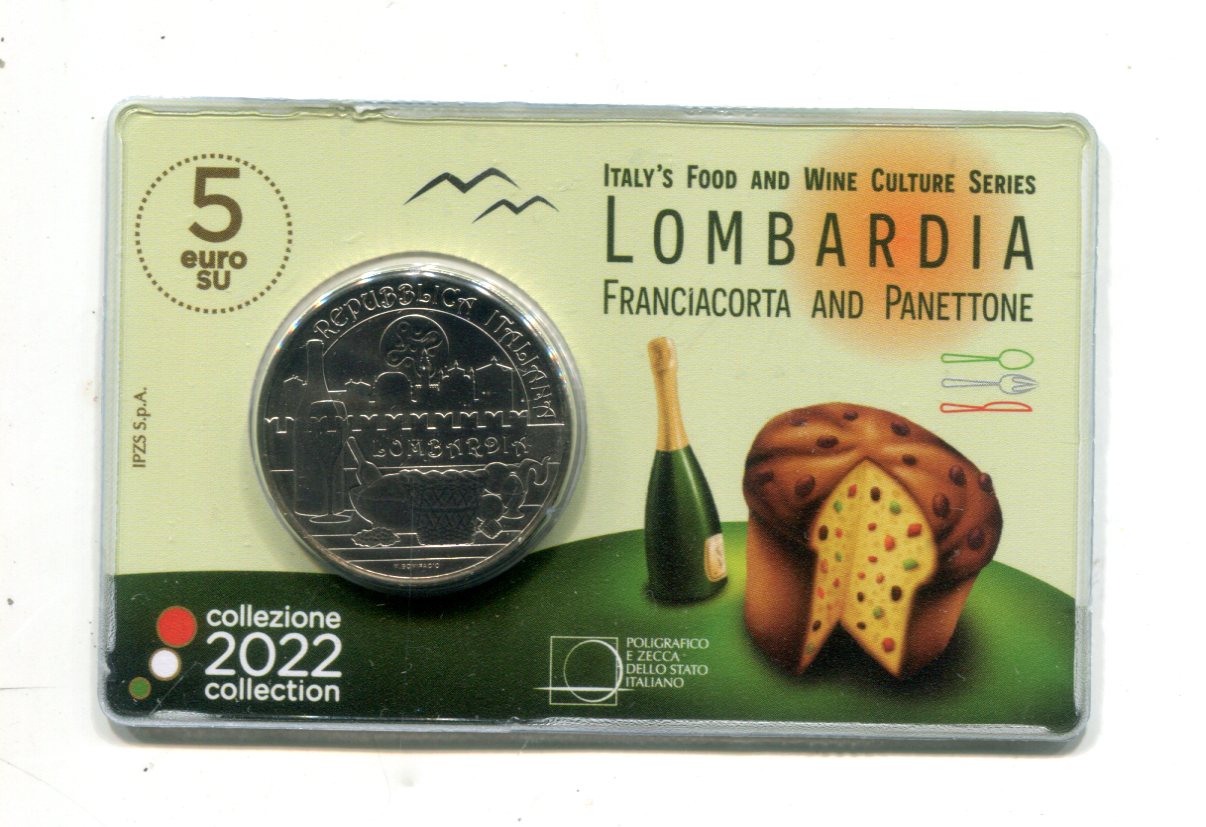 5
euro
SU
ITALY'S FOOD AND WINE CULTURE SERIES
LOMBARDIA
FRANCIACORTA AND PANETTONE
REPUBBLICA ITALIANA
LOMBARDIA
M. BONIFACIO
IPZS S.p.A.
collezione
2022
collection
POLIGRAFICO
E ZECCA
DELLO STATO
ITALIANO